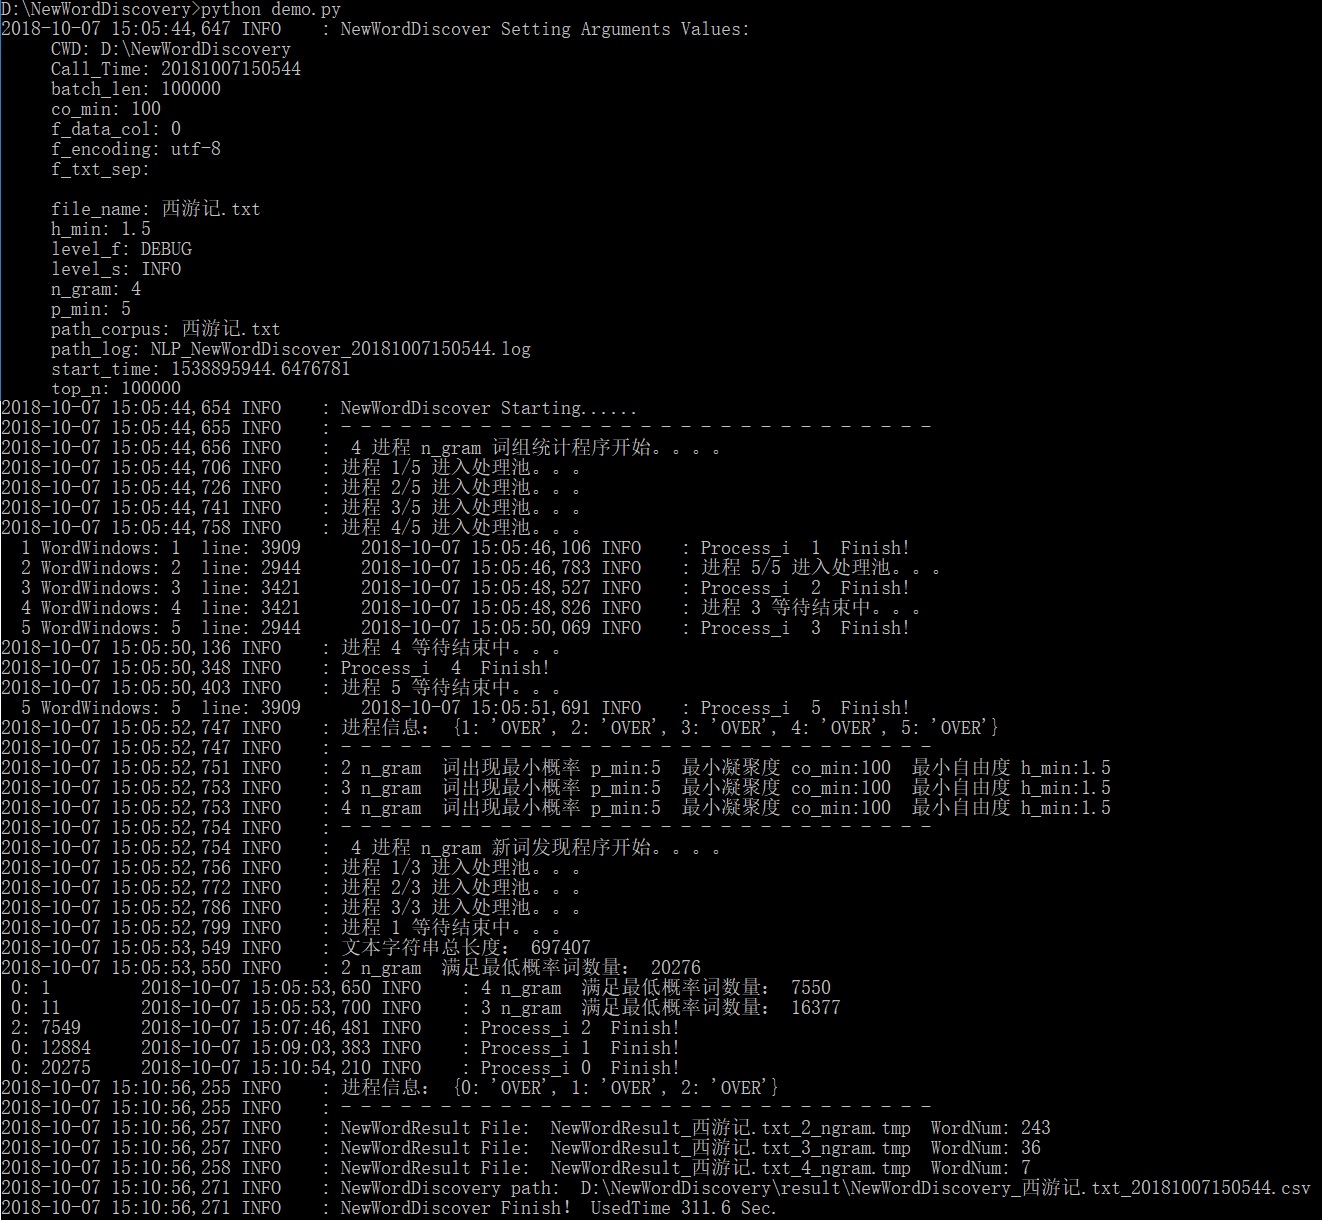 D:\NewWordDiscovery>python demo.py
2018-10-07 15:05:44,647 INFO    : NewWordDiscover Setting Arguments Values:
     CWD: D:\NewWordDiscovery
     Call_Time: 20181007150544
     batch_len: 100000
     co_min: 100
     f_data_col: 0
     f_encoding: utf-8
     f_txt_sep:
     file_name: 西游记.txt
     h_min: 1.5
     level_f: DEBUG
     level_s: INFO
     n_gram: 4
     p_min: 5
     path_corpus: 西游记.txt
     path_log: NLP_NewWordDiscover_20181007150544.log
     start_time: 1538895944.6476781
     top_n: 100000
2018-10-07 15:05:44,654 INFO    : NewWordDiscover Starting......
2018-10-07 15:05:44,655 INFO    : - - - - - - - - - - - - - - - - - - - - - - - - - - - - - -
2018-10-07 15:05:44,656 INFO    :  4 进程 n_gram 词组统计程序开始。。。。
2018-10-07 15:05:44,706 INFO    : 进程 1/5 进入处理池。。。
2018-10-07 15:05:44,726 INFO    : 进程 2/5 进入处理池。。。
2018-10-07 15:05:44,741 INFO    : 进程 3/5 进入处理池。。。
2018-10-07 15:05:44,758 INFO    : 进程 4/5 进入处理池。。。
  1 WordWindows: 1  line: 3909      2018-10-07 15:05:46,106 INFO    : Process_i  1  Finish!
  2 WordWindows: 2  line: 2944      2018-10-07 15:05:46,783 INFO    : 进程 5/5 进入处理池。。。
  3 WordWindows: 3  line: 3421      2018-10-07 15:05:48,527 INFO    : Process_i  2  Finish!
  4 WordWindows: 4  line: 3421      2018-10-07 15:05:48,826 INFO    : 进程 3 等待结束中。。。
  5 WordWindows: 5  line: 2944      2018-10-07 15:05:50,069 INFO    : Process_i  3  Finish!
2018-10-07 15:05:50,136 INFO    : 进程 4 等待结束中。。。
2018-10-07 15:05:50,348 INFO    : Process_i  4  Finish!
2018-10-07 15:05:50,403 INFO    : 进程 5 等待结束中。。。
  5 WordWindows: 5  line: 3909      2018-10-07 15:05:51,691 INFO    : Process_i  5  Finish!
2018-10-07 15:05:52,747 INFO    : 进程信息： {1: 'OVER', 2: 'OVER', 3: 'OVER', 4: 'OVER', 5: 'OVER'}
2018-10-07 15:05:52,747 INFO    : - - - - - - - - - - - - - - - - - - - - - - - - - - - - - -
2018-10-07 15:05:52,751 INFO    : 2 n_gram  词出现最小概率 p_min:5  最小凝聚度 co_min:100  最小自由度 h_min:1.5
2018-10-07 15:05:52,753 INFO    : 3 n_gram  词出现最小概率 p_min:5  最小凝聚度 co_min:100  最小自由度 h_min:1.5
2018-10-07 15:05:52,753 INFO    : 4 n_gram  词出现最小概率 p_min:5  最小凝聚度 co_min:100  最小自由度 h_min:1.5
2018-10-07 15:05:52,754 INFO    : - - - - - - - - - - - - - - - - - - - - - - - - - - - - - -
2018-10-07 15:05:52,754 INFO    :  4 进程 n_gram 新词发现程序开始。。。。
2018-10-07 15:05:52,756 INFO    : 进程 1/3 进入处理池。。。
2018-10-07 15:05:52,772 INFO    : 进程 2/3 进入处理池。。。
2018-10-07 15:05:52,786 INFO    : 进程 3/3 进入处理池。。。
2018-10-07 15:05:52,799 INFO    : 进程 1 等待结束中。。。
2018-10-07 15:05:53,549 INFO    : 文本字符串总长度： 697407
2018-10-07 15:05:53,550 INFO    : 2 n_gram  满足最低概率词数量： 20276
 0: 1         2018-10-07 15:05:53,650 INFO    : 4 n_gram  满足最低概率词数量： 7550
 0: 11        2018-10-07 15:05:53,700 INFO    : 3 n_gram  满足最低概率词数量： 16377
 2: 7549      2018-10-07 15:07:46,481 INFO    : Process_i 2  Finish!
 0: 12884     2018-10-07 15:09:03,383 INFO    : Process_i 1  Finish!
 0: 20275     2018-10-07 15:10:54,210 INFO    : Process_i 0  Finish!
2018-10-07 15:10:56,255 INFO    : 进程信息： {0: 'OVER', 1: 'OVER', 2: 'OVER'}
2018-10-07 15:10:56,255 INFO    : - - - - - - - - - - - - - - - - - - - - - - - - - - - - - -
2018-10-07 15:10:56,257 INFO    : NewWordResult File:  NewWordResult_西游记.txt_2_ngram.tmp  WordNum: 243
2018-10-07 15:10:56,257 INFO    : NewWordResult File:  NewWordResult_西游记.txt_3_ngram.tmp  WordNum: 36
2018-10-07 15:10:56,258 INFO    : NewWordResult File:  NewWordResult_西游记.txt_4_ngram.tmp  WordNum: 7
2018-10-07 15:10:56,271 INFO    : NewWordDiscovery path:  D:\NewWordDiscovery\result\NewWordDiscovery_西游记.txt_20181007150544.csv
2018-10-07 15:10:56,271 INFO    : NewWordDiscover Finish!  UsedTime 311.6 Sec.